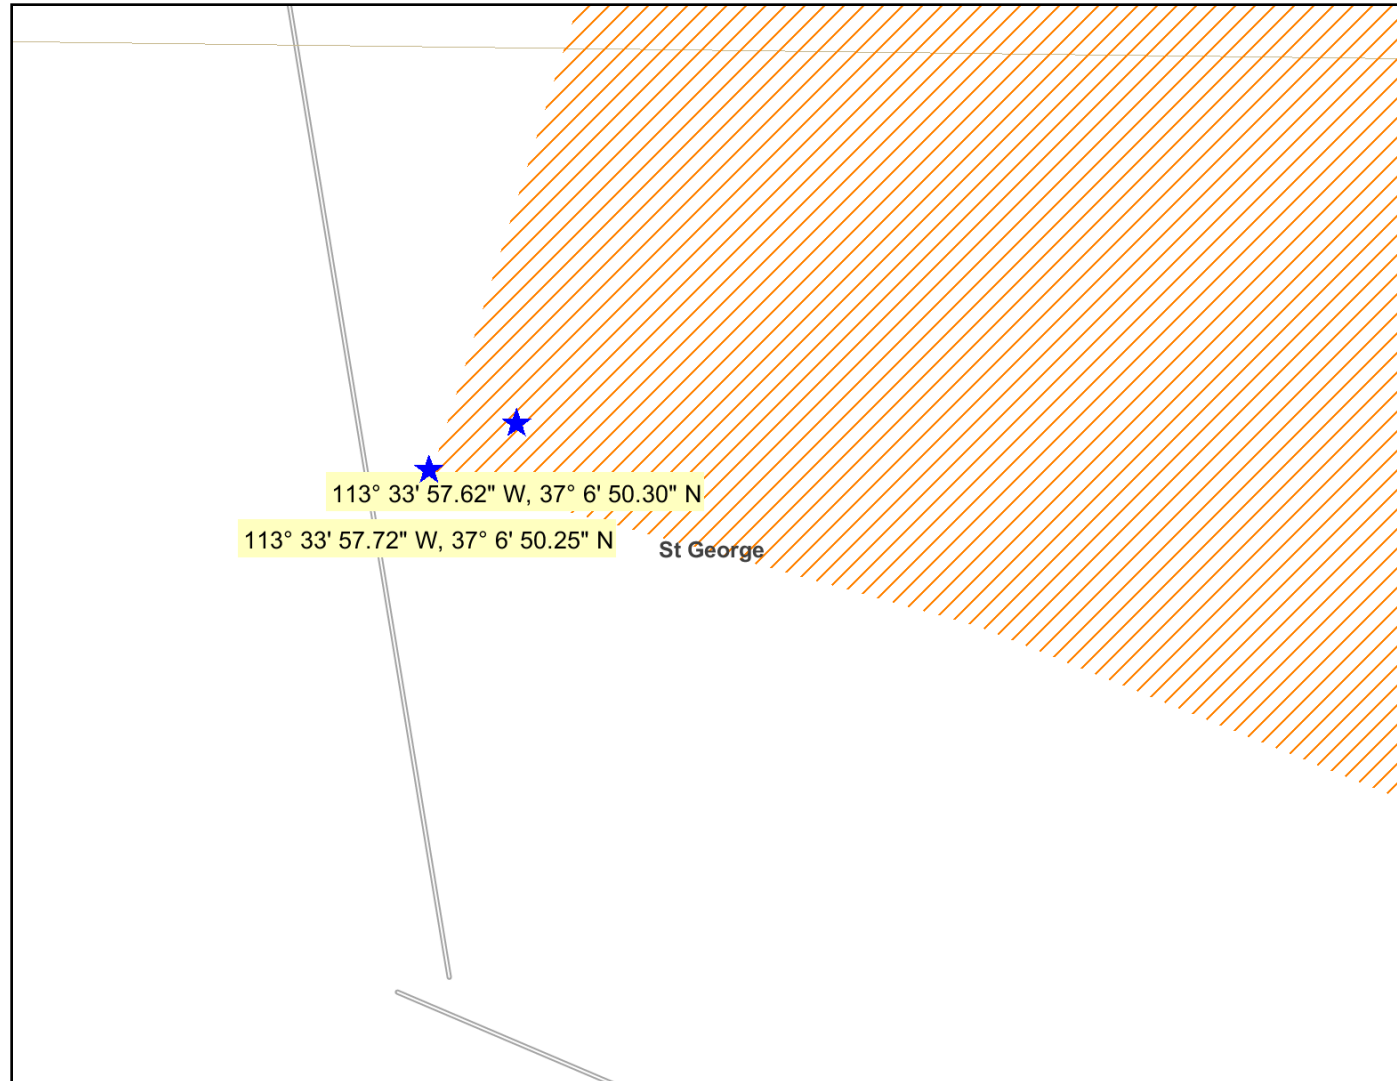 113° 33' 57.62" W, 37° 6' 50.30" N
113° 33' 57.72" W, 37° 6' 50.25" N
St George